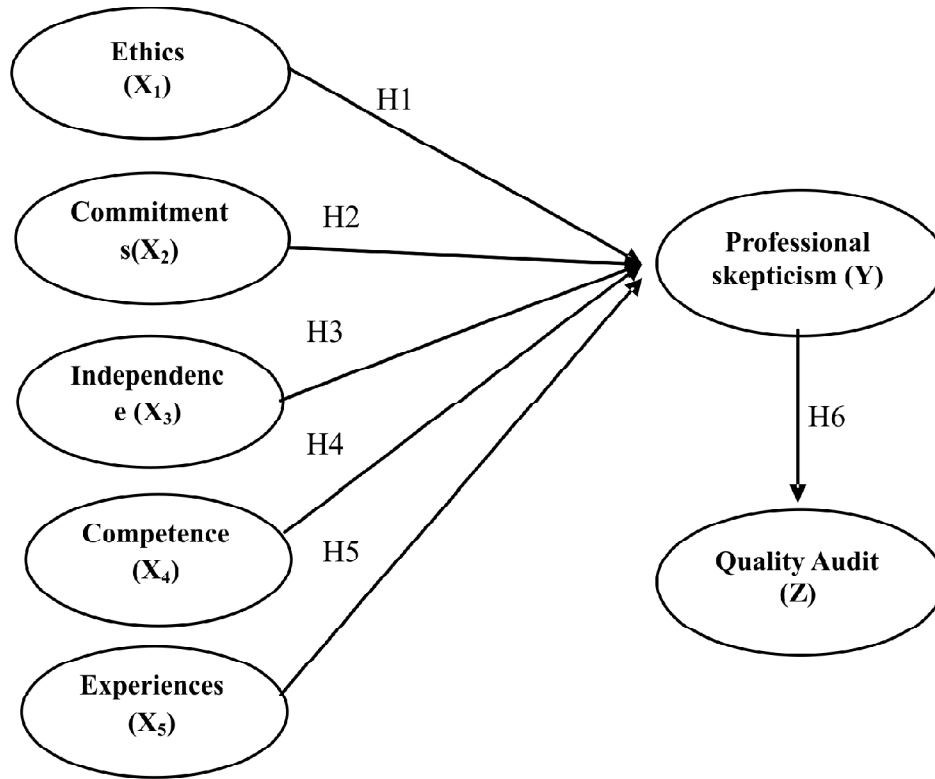 Ethics
(X₁)
H1
Commitment
s(X₂)
H2
Professional
skepticism (Y)
H3
Independenc
e (X₃)
H4
H6
Competence
(X₄)
H5
Quality Audit
(Z)
Experiences
(X₅)